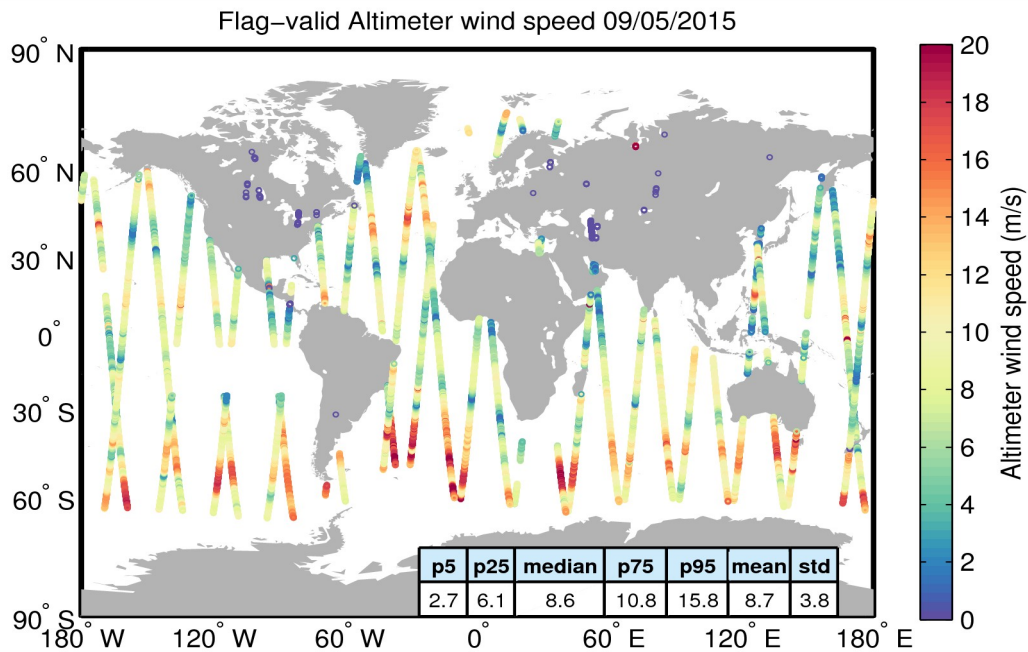 Flag−valid Altimeter wind speed 09/05/2015
90° N
60° N
30° N
0°
30° S
60° S
90° S
180° W
120° W
60° W
0°
60° E
120° E
180° E
p5 p25 median p75 p95 mean std
2.7 6.1 8.6 10.8 15.8 8.7 3.8
20
18
16
14
12
10
8
6
4
2
0
Altimeter wind speed (m/s)